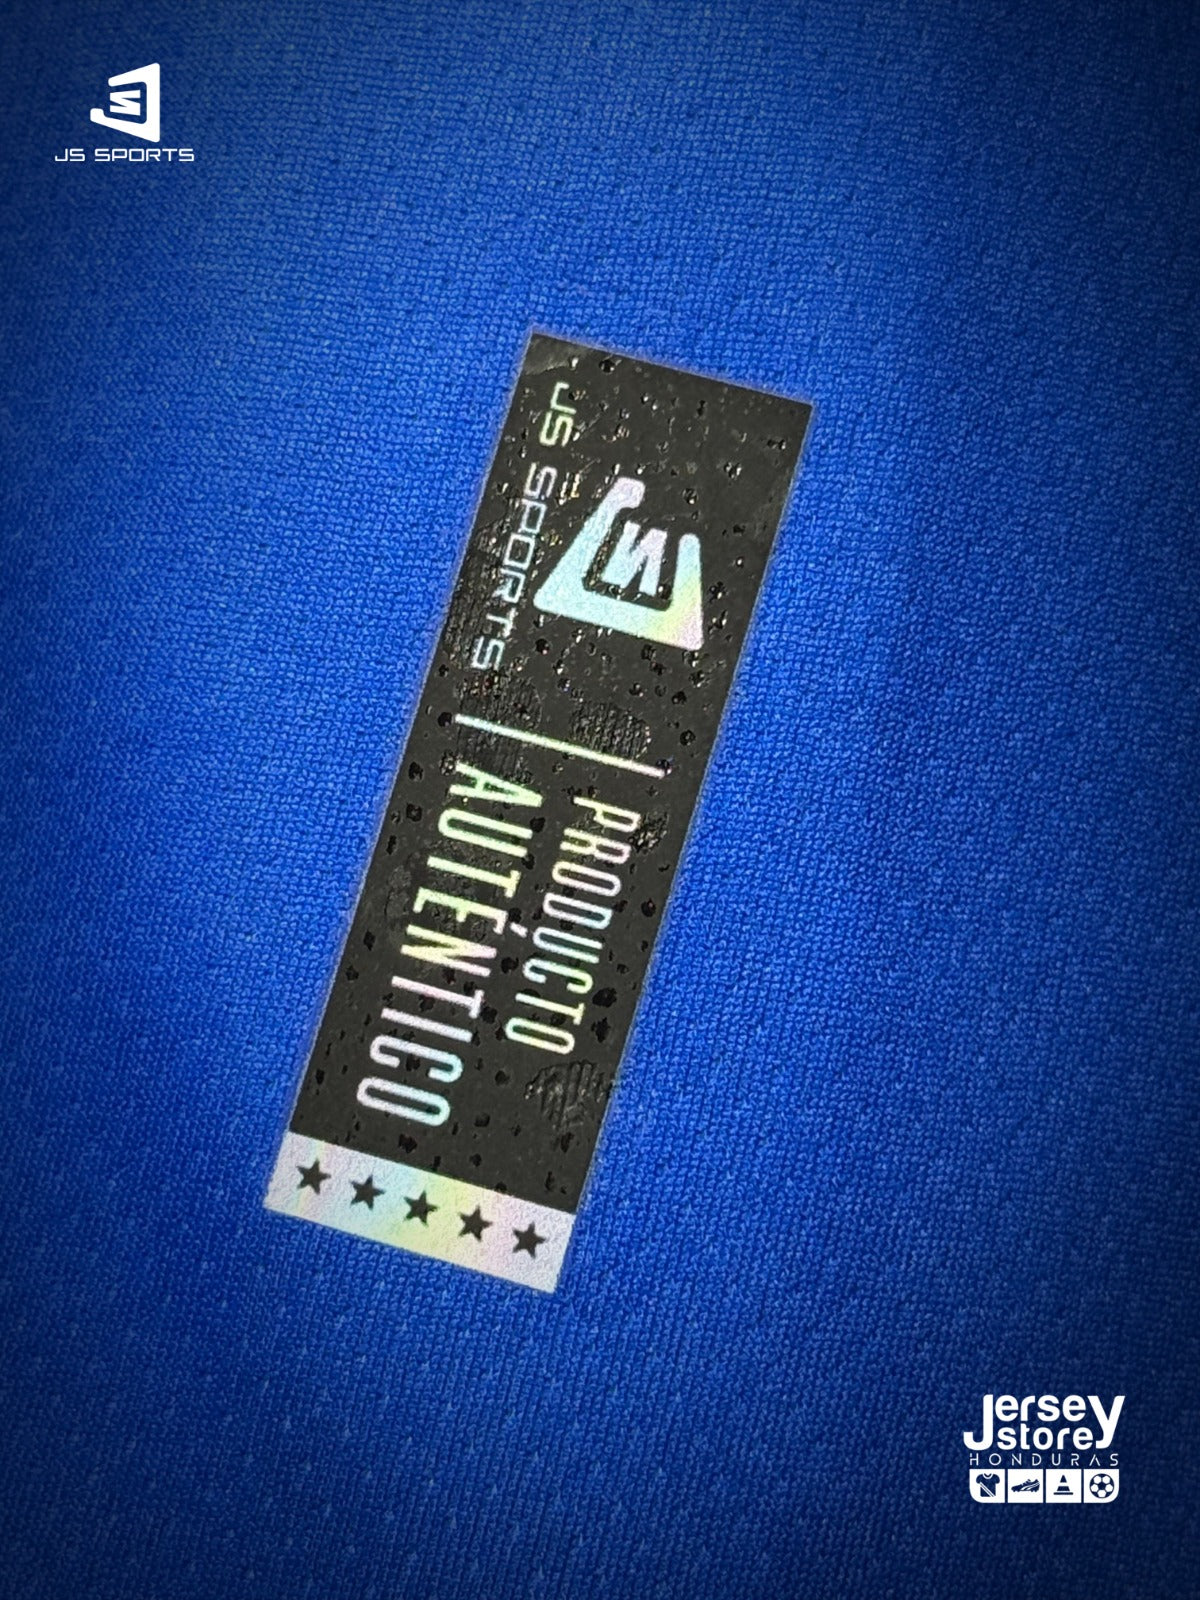 JS SPORTS
JS SPORTS
PRODUCTO
AUTÉNTICO
Jersey
store
HONDURAS